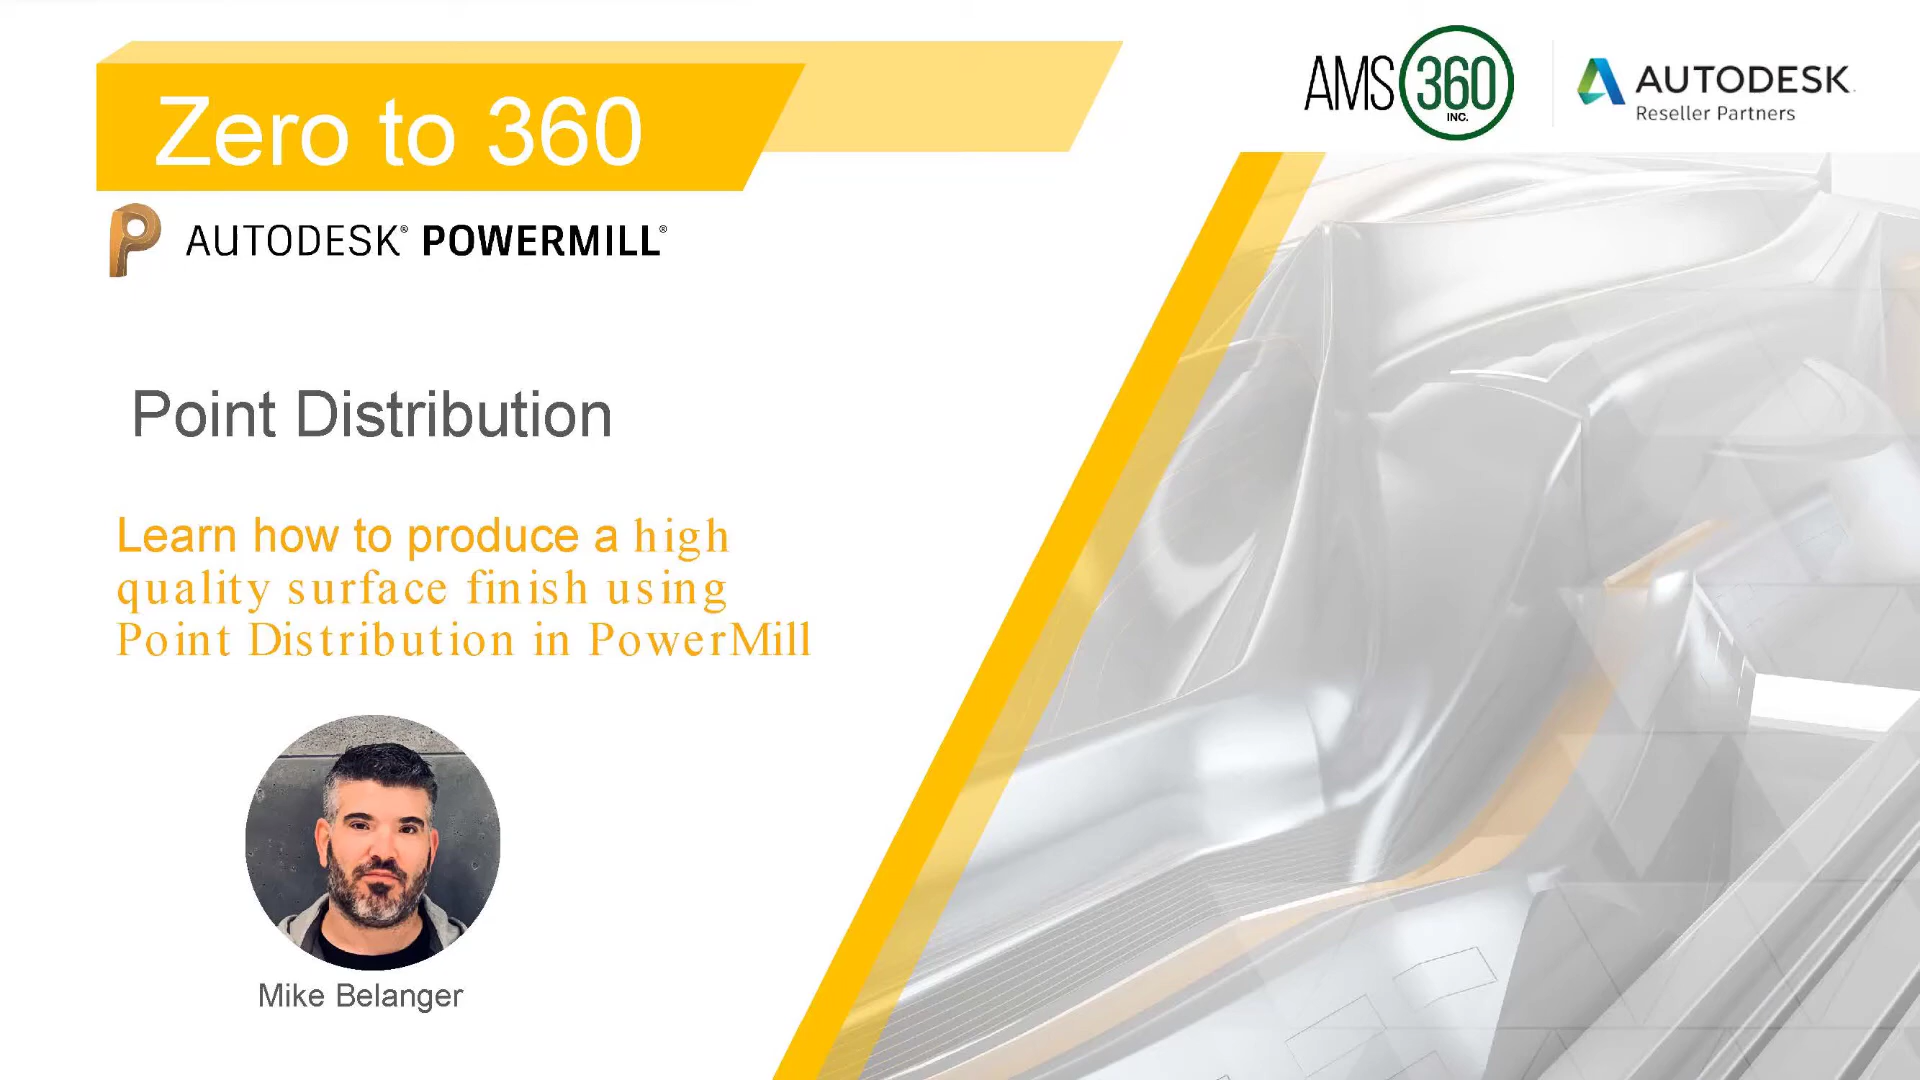 Zero to 360
AMS 360 INC.
AUTODESK
Reseller Partners
AUTODESK® POWERMILL®
Point Distribution
Learn how to produce a high
quality surface finish using
Point Distribution in PowerMill
Mike Belanger